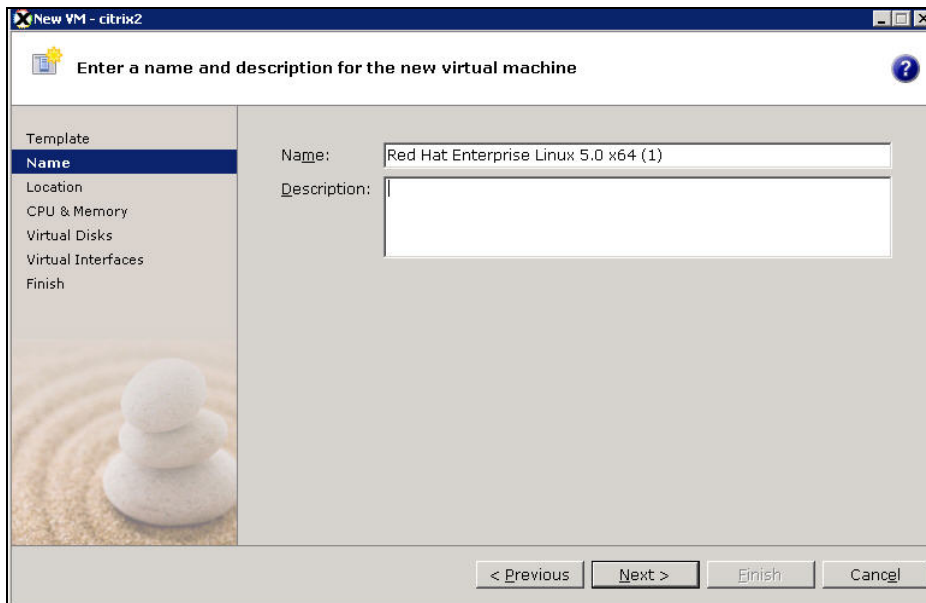 New VM - citrix2
Enter a name and description for the new virtual machine
?
Template
Name
Location
CPU & Memory
Virtual Disks
Virtual Interfaces
Finish
Name: Red Hat Enterprise Linux 5.0 x64 (1)
Description:
< Previous Next > Finish Cancel